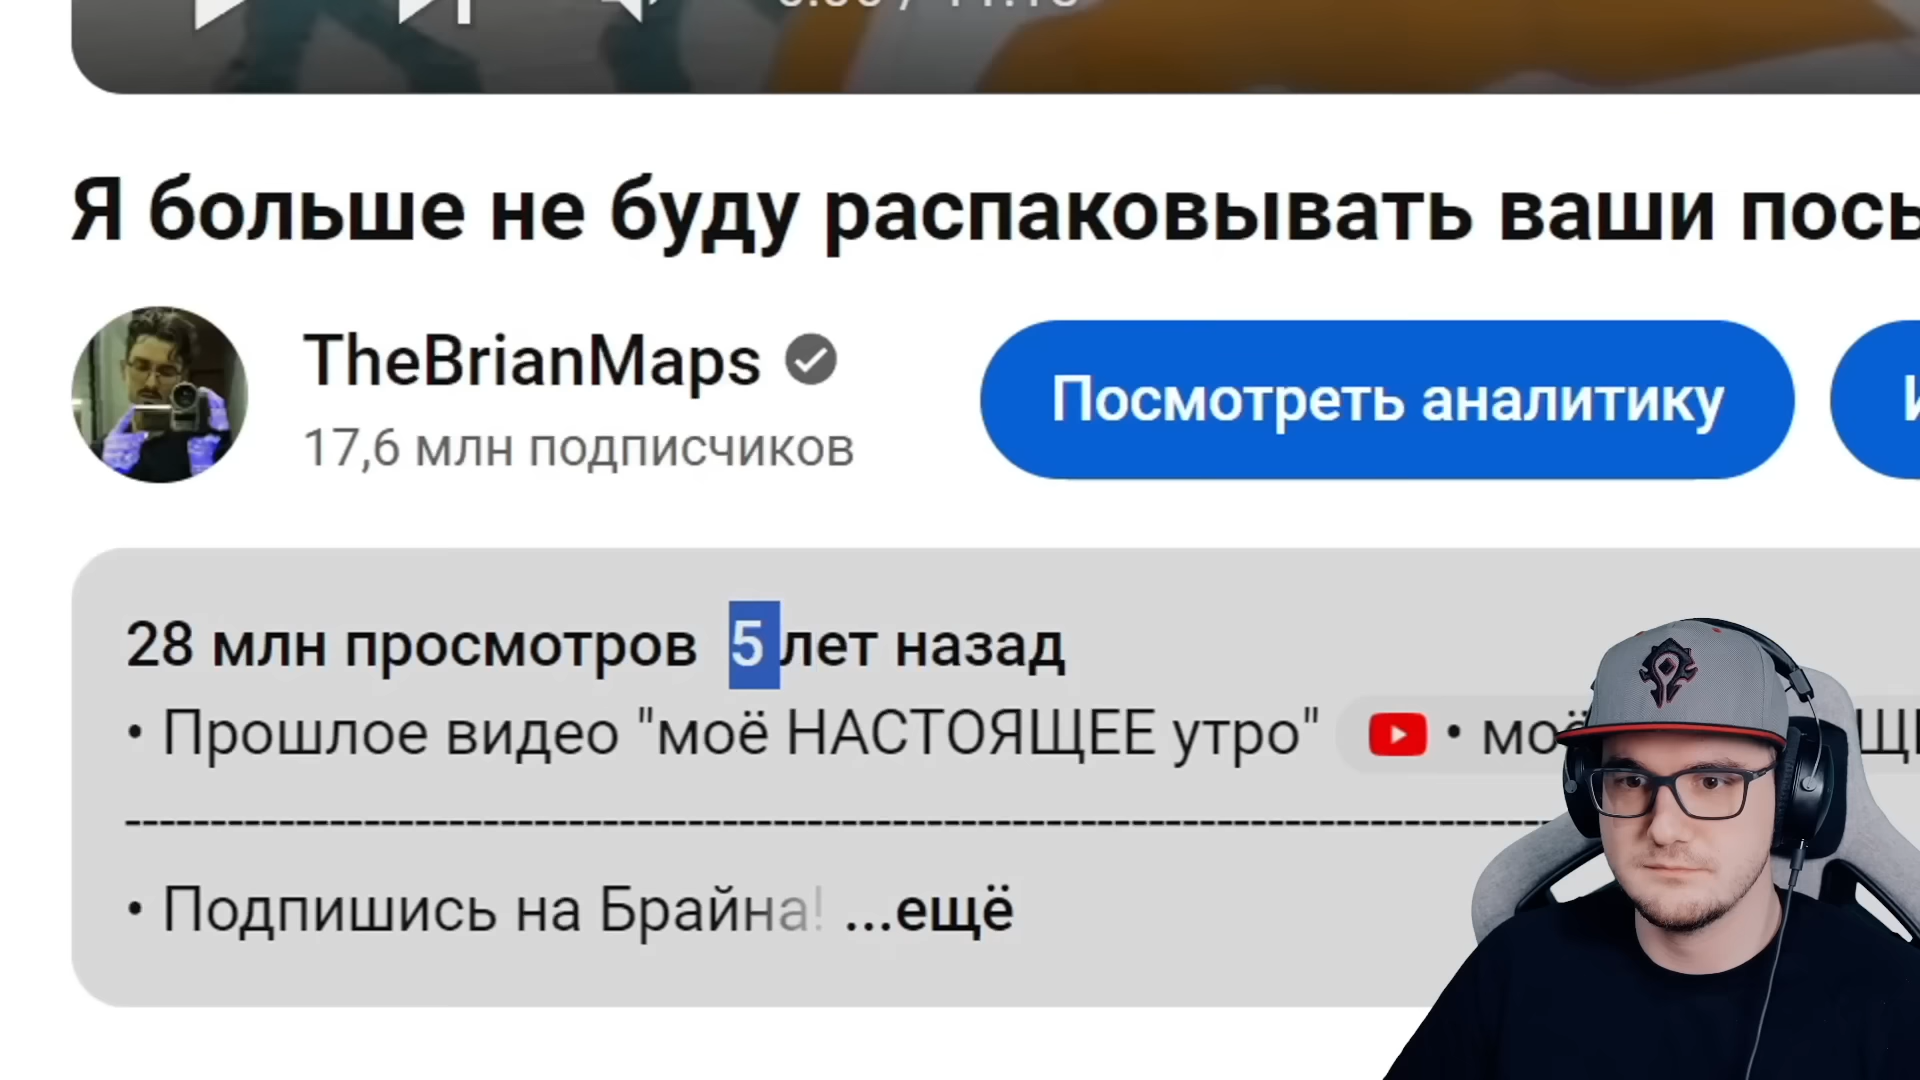 Я больше не буду распаковывать ваши
TheBrianMaps
17,6 млн подписчиков
Посмотреть аналитику
28 млн просмотров 5 лет назад
• Прошлое видео "моё НАСТОЯЩЕЕ утро" •
--------------------------------------------------------------------------------
• Подпишись на Брайна! ...ещё